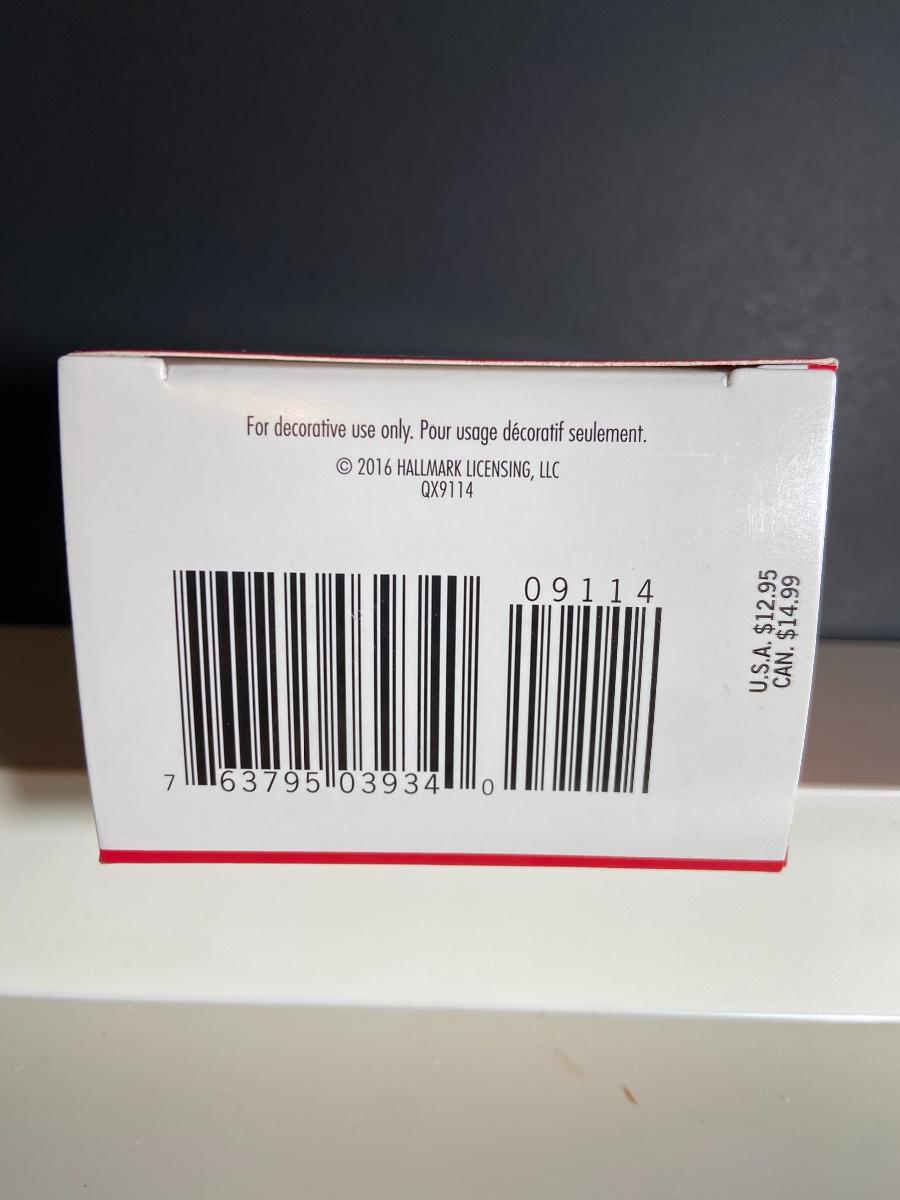 For decorative use only. Pour usage décoratif seulement.
© 2016 HALLMARK LICENSING, LLC
QX9114
09114
7 63795 03934 0
U.S.A. $12.95
CAN. $14.99